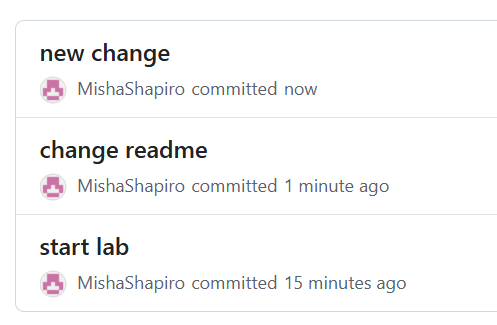 new change
MishaShapiro committed now
change readme
MishaShapiro committed 1 minute ago
start lab
MishaShapiro committed 15 minutes ago